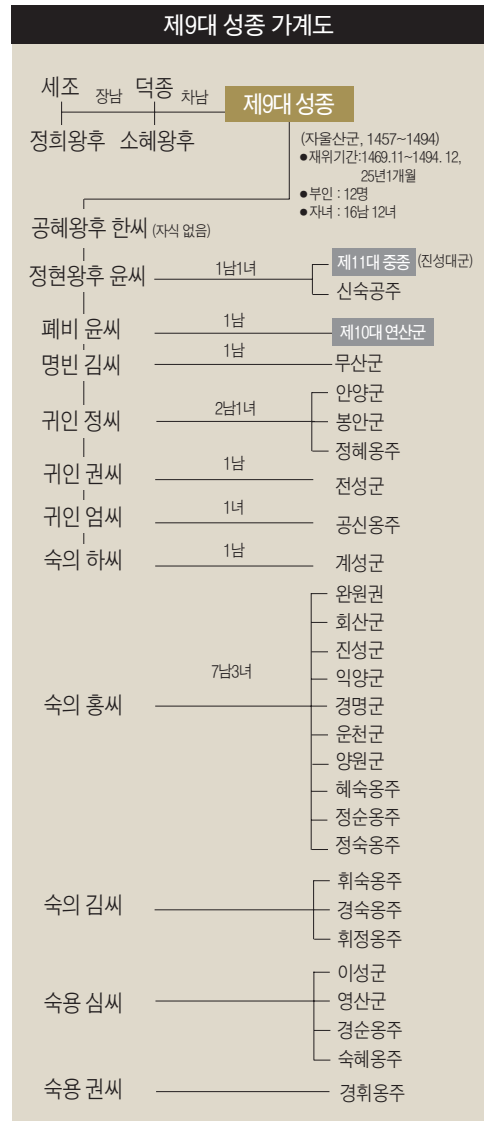 제9대 성종 가계도
세조 장남 덕종 차남 제9대 성종
정희왕후 소혜왕후
(자울산군, 1457~1494)
●재위기간:1469.11~1494. 12,
25년1개월
●부인 : 12명
●자녀 : 16남 12녀
공혜왕후 한씨 (자식 없음)
정현왕후 윤씨 1남1녀 제11대 중종 (진성대군)
신숙공주
폐비 윤씨 1남 제10대 연산군
명빈 김씨 1남 무산군
귀인 정씨 2남1녀 안양군
봉안군
정혜옹주
귀인 권씨 1남 전성군
귀인 엄씨 1녀 공신옹주
숙의 하씨 1남 계성군
숙의 홍씨 7남3녀 완원권
회산군
진성군
익양군
경명군
운천군
양원군
혜숙옹주
정순옹주
정숙옹주
숙의 김씨 휘숙옹주
경숙옹주
휘정옹주
숙용 심씨 이성군
영산군
경순옹주
숙혜옹주
숙용 권씨 경휘옹주